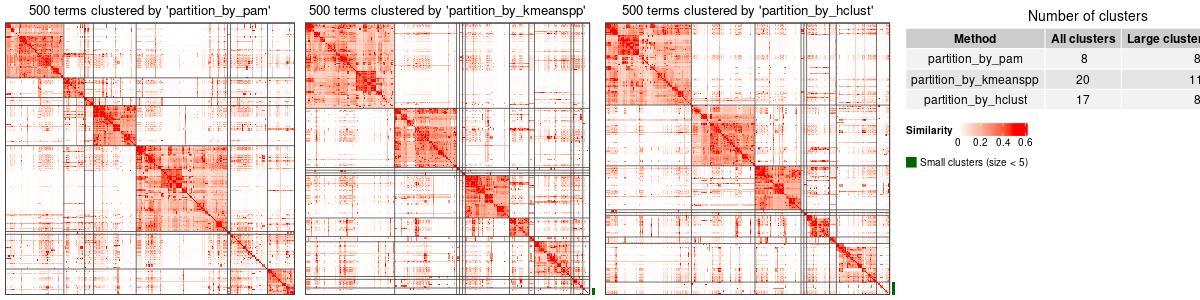 500 terms clustered by 'partition_by_pam'
500 terms clustered by 'partition_by_kmeanspp'
500 terms clustered by 'partition_by_hclust'
Number of clusters
Method All clusters Large cluster
partition_by_pam 8 8
partition_by_kmeanspp 20 11
partition_by_hclust 17 8
Similarity
0 0.2 0.4 0.6
Small clusters (size < 5)